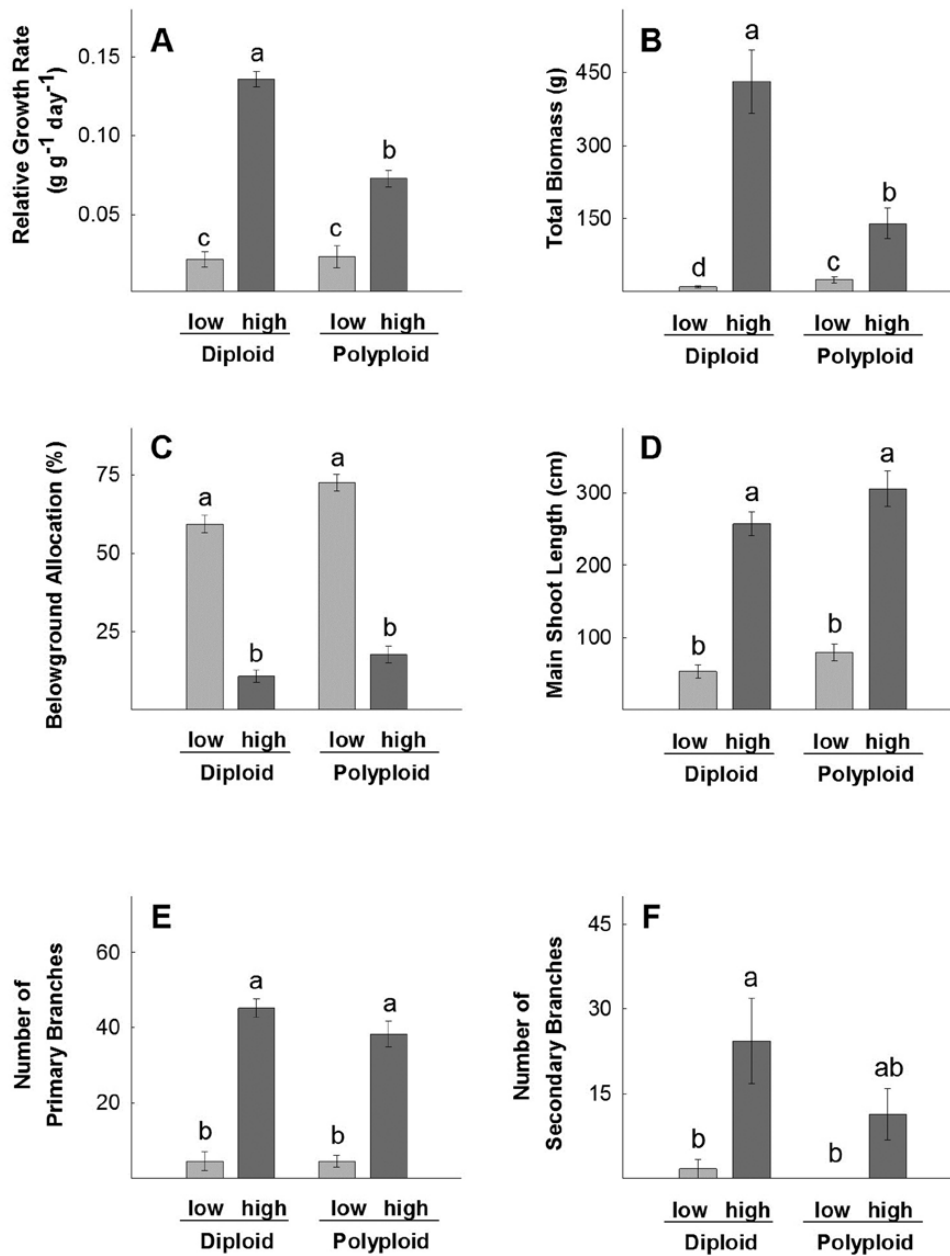 A
Relative Growth Rate
(g g⁻¹ day⁻¹)
0.15
0.10
0.05
c
a
c
b
low high low high
Diploid Polyploid
B
Total Biomass (g)
450
300
150
d
a
c
b
low high low high
Diploid Polyploid
C
Belowground Allocation (%)
75
50
25
a
b
a
b
low high low high
Diploid Polyploid
D
Main Shoot Length (cm)
300
200
100
b
a
b
a
low high low high
Diploid Polyploid
E
Number of
Primary Branches
60
40
20
b
a
b
a
low high low high
Diploid Polyploid
F
Number of
Secondary Branches
45
30
15
b
a
b
ab
low high low high
Diploid Polyploid